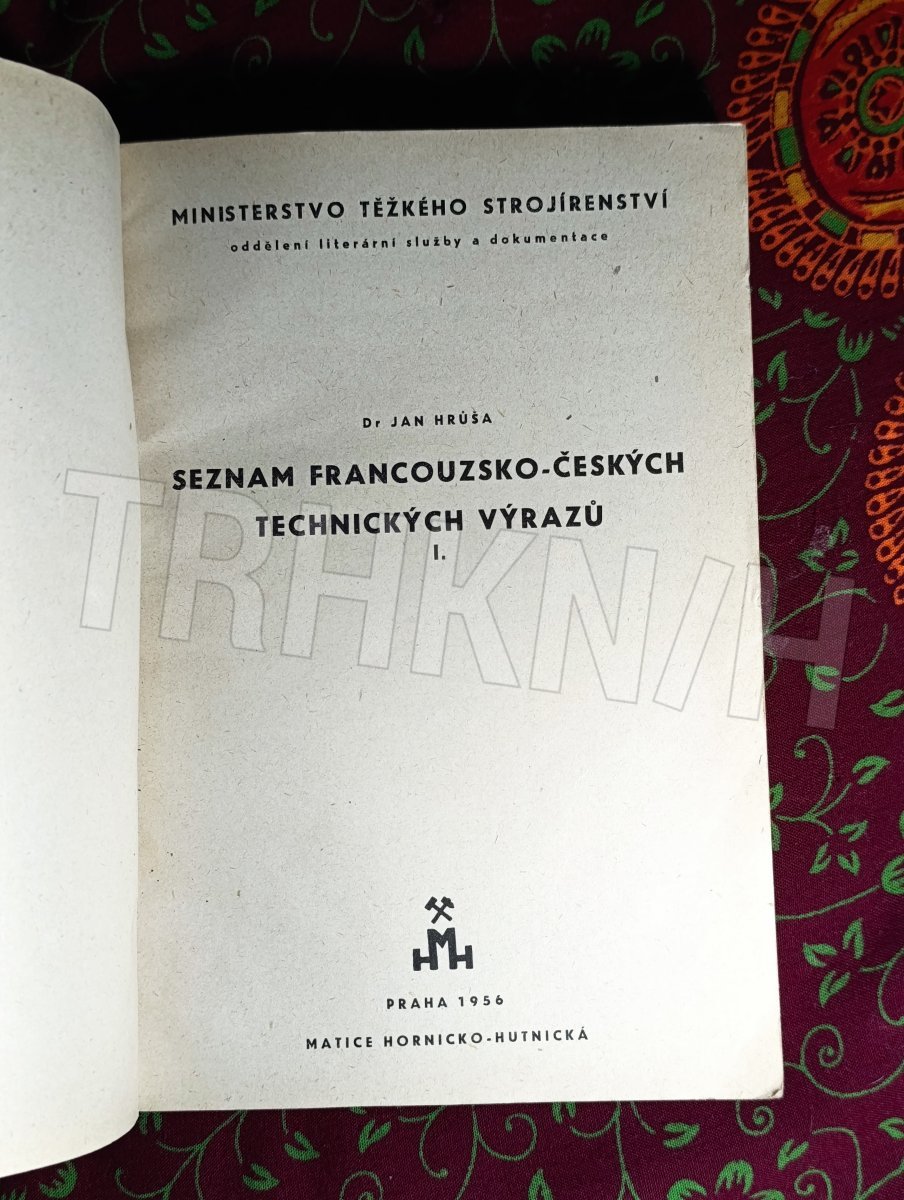 MINISTERSTVO TĚŽKÉHO STROJÍRENSTVÍ
oddělení literární služby a dokumentace
Dr JAN HRŮŠA
SEZNAM FRANCOUZSKO-ČESKÝCH
TECHNICKÝCH VÝRAZŮ
I.
TRHKNIH
HMH
PRAHA 1956
MATICE HORNICKO-HUTNICKÁ